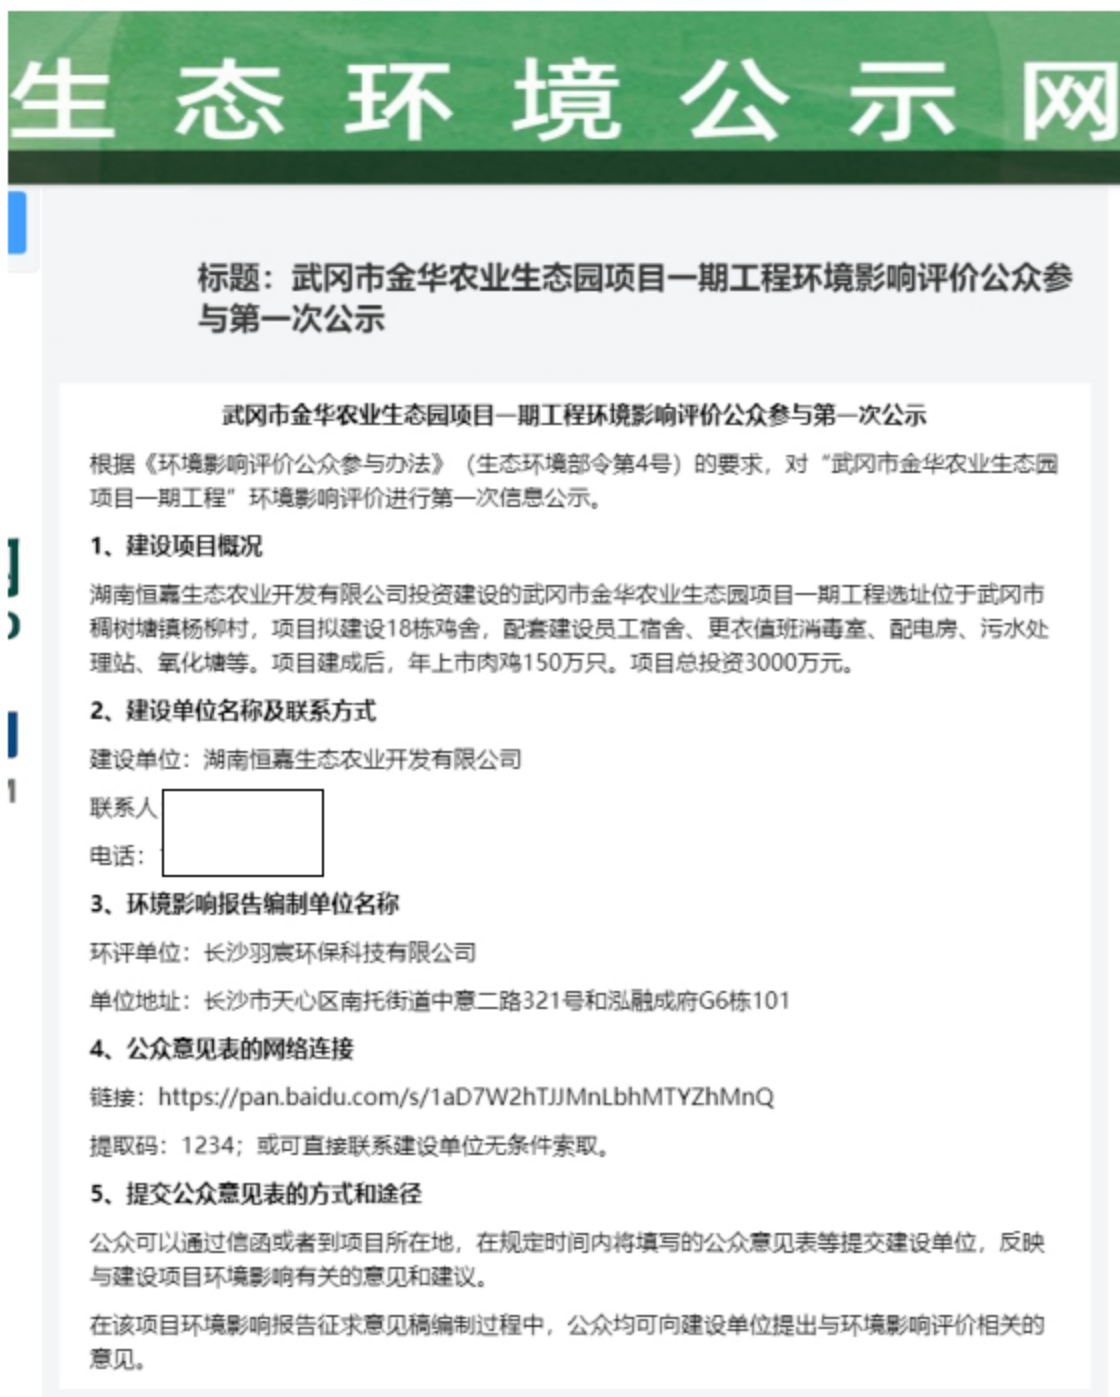 生态环境公示网
标题：武冈市金华农业生态园项目一期工程环境影响评价公众参
与第一次公示
武冈市金华农业生态园项目一期工程环境影响评价公众参与第一次公示
根据《环境影响评价公众参与办法》（生态环境部令第4号）的要求，对“武冈市金华农业生态园
项目一期工程”环境影响评价进行第一次信息公示。
1、建设项目概况
湖南恒嘉生态农业开发有限公司投资建设的武冈市金华农业生态园项目一期工程选址位于武冈市
稠树塘镇杨柳村，项目拟建设18栋鸡舍，配套建设员工宿舍、更衣值班消毒室、配电房、污水处
理站、氧化塘等。项目建成后，年上市肉鸡150万只。项目总投资3000万元。
2、建设单位名称及联系方式
建设单位：湖南恒嘉生态农业开发有限公司
联系人
电话：
3、环境影响报告编制单位名称
环评单位：长沙羽宸环保科技有限公司
单位地址：长沙市天心区南托街道中意二路321号和泓融成府G6栋101
4、公众意见表的网络连接
链接：https://pan.baidu.com/s/1aD7W2hTJJMnLbhMTYZhMnQ
提取码：1234；或可直接联系建设单位无条件索取。
5、提交公众意见表的方式和途径
公众可以通过信函或者到项目所在地，在规定时间内将填写的公众意见表等提交建设单位，反映
与建设项目环境影响有关的意见和建议。
在该项目环境影响报告征求意见稿编制过程中，公众均可向建设单位提出与环境影响评价相关的
意见。